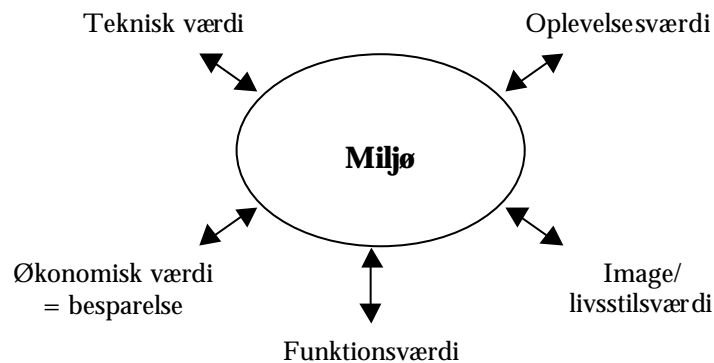 Teknisk værdi
Oplevelsesværdi
Miljø
Økonomisk værdi
= besparelse
Image/
livsstilsværdi
Funktionsværdi